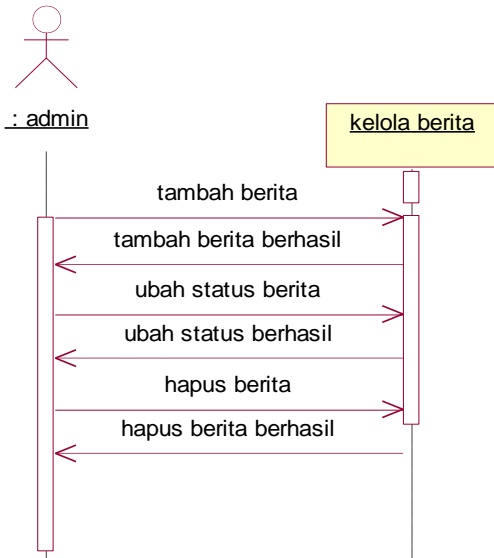 : admin
kelola berita
tambah berita
tambah berita berhasil
ubah status berita
ubah status berhasil
hapus berita
hapus berita berhasil